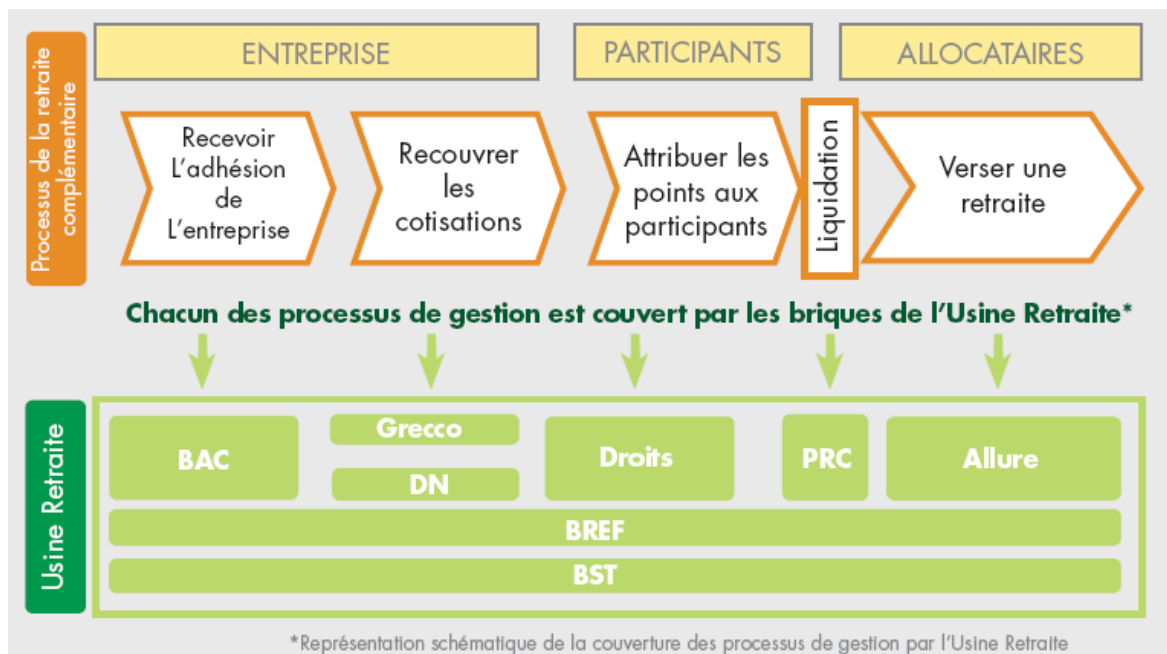 Processus de la retraite
complémentaire
ENTREPRISE
PARTICIPANTS
ALLOCATAIRES
Recevoir
L'adhésion
de
L'entreprise
Recouvrer
les
cotisations
Attribuer les
points aux
participants
Liquidation
Verser une
retraite
Chacun des processus de gestion est couvert par les briques de l'Usine Retraite*
Usine Retraite
BAC
Grecco
DN
Droits
PRC
Allure
BREF
BST
*Représentation schématique de la couverture des processus de gestion par l'Usine Retraite